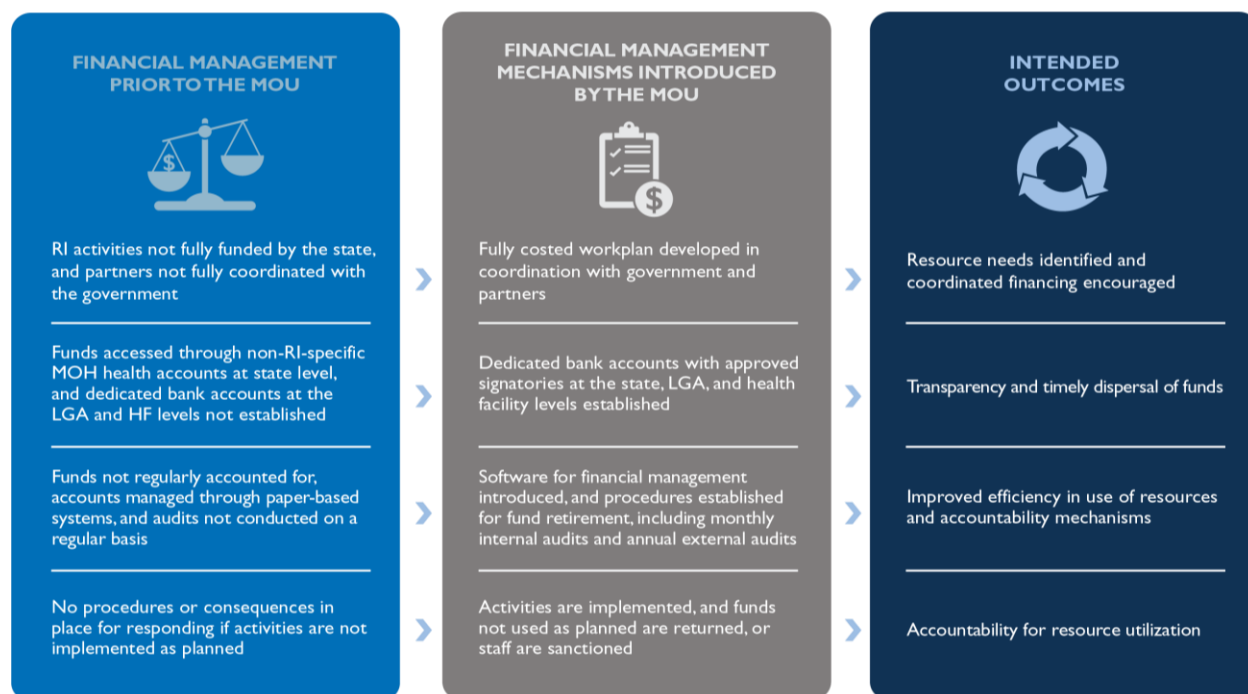 FINANCIAL MANAGEMENT
PRIOR TO THE MOU
$
RI activities not fully funded by the state,
and partners not fully coordinated with
the government
Funds accessed through non-RI-specific
MOH health accounts at state level,
and dedicated bank accounts at the
LGA and HF levels not established
Funds not regularly accounted for,
accounts managed through paper-based
systems, and audits not conducted on a
regular basis
No procedures or consequences in
place for responding if activities are not
implemented as planned
FINANCIAL MANAGEMENT
MECHANISMS INTRODUCED
BY THE MOU
$
Fully costed workplan developed in
coordination with government and
partners
Dedicated bank accounts with approved
signatories at the state, LGA, and health
facility levels established
Software for financial management
introduced, and procedures established
for fund retirement, including monthly
internal audits and annual external audits
Activities are implemented, and funds
not used as planned are returned, or
staff are sanctioned
INTENDED
OUTCOMES
Resource needs identified and
coordinated financing encouraged
Transparency and timely dispersal of funds
Improved efficiency in use of resources
and accountability mechanisms
Accountability for resource utilization